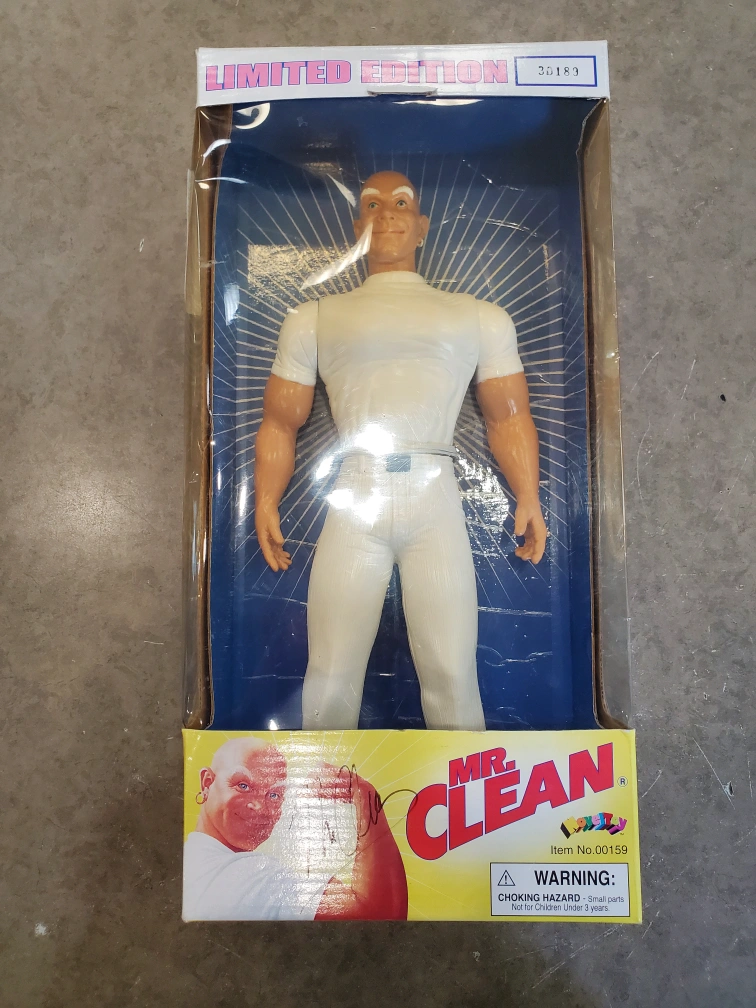 LIMITED EDITION 30189
MR.
CLEAN®
Item No.00159
WARNING:
CHOKING HAZARD - Small parts
Not for Children Under 3 years.